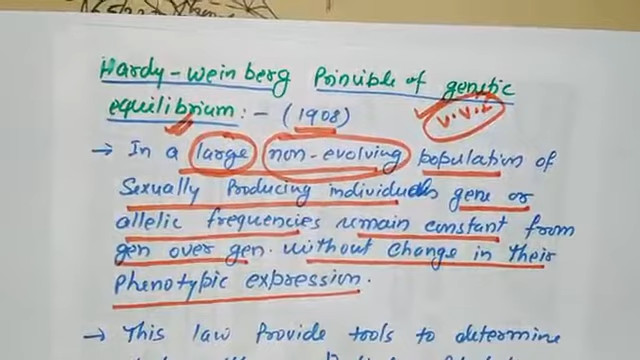 Hardy-Weinberg Principle of genetic
equilibrium:- (1908) V.V.I
→ In a large non-evolving population of
Sexually Producing individuals gene or
allelic frequencies remain constant from
gen over gen. without change in their
Phenotypic expression.
→ This law Provide tools to determine